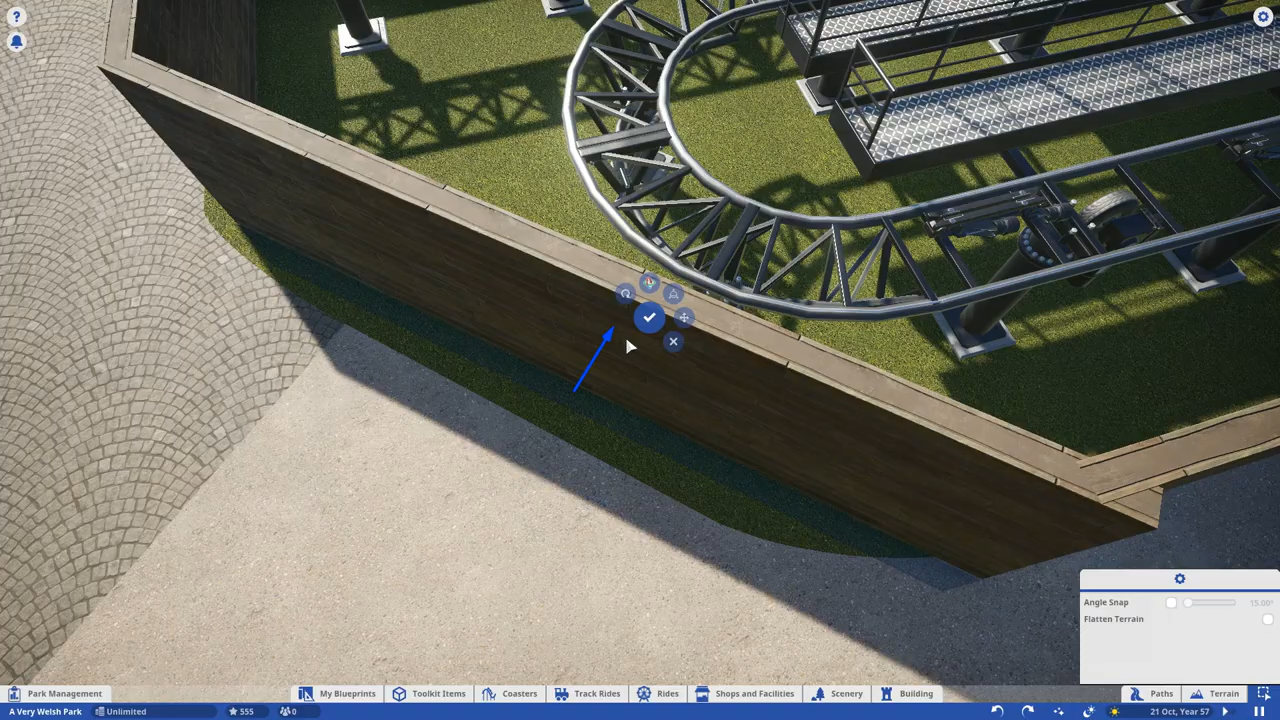 ?
Angle Snap 15.00°
Flatten Terrain
Park Management My Blueprints Toolkit Items Coasters Track Rides Rides Shops and Facilities Scenery Building Paths Terrain
A Very Welsh Park Unlimited 555 0 21 Oct, Year 57